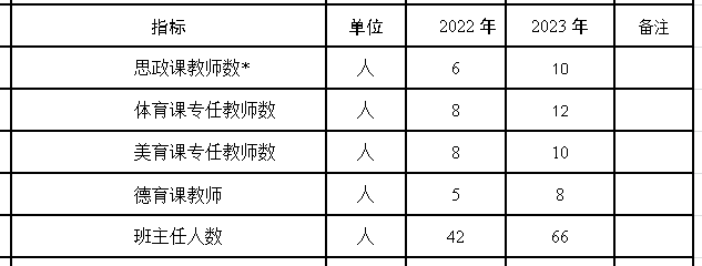 指标 单位 2022 年 2023 年 备注
思政课教师数* 人 6 10
体育课专任教师数 人 8 12
美育课专任教师数 人 8 10
德育课教师 人 5 8
班主任人数 人 42 66